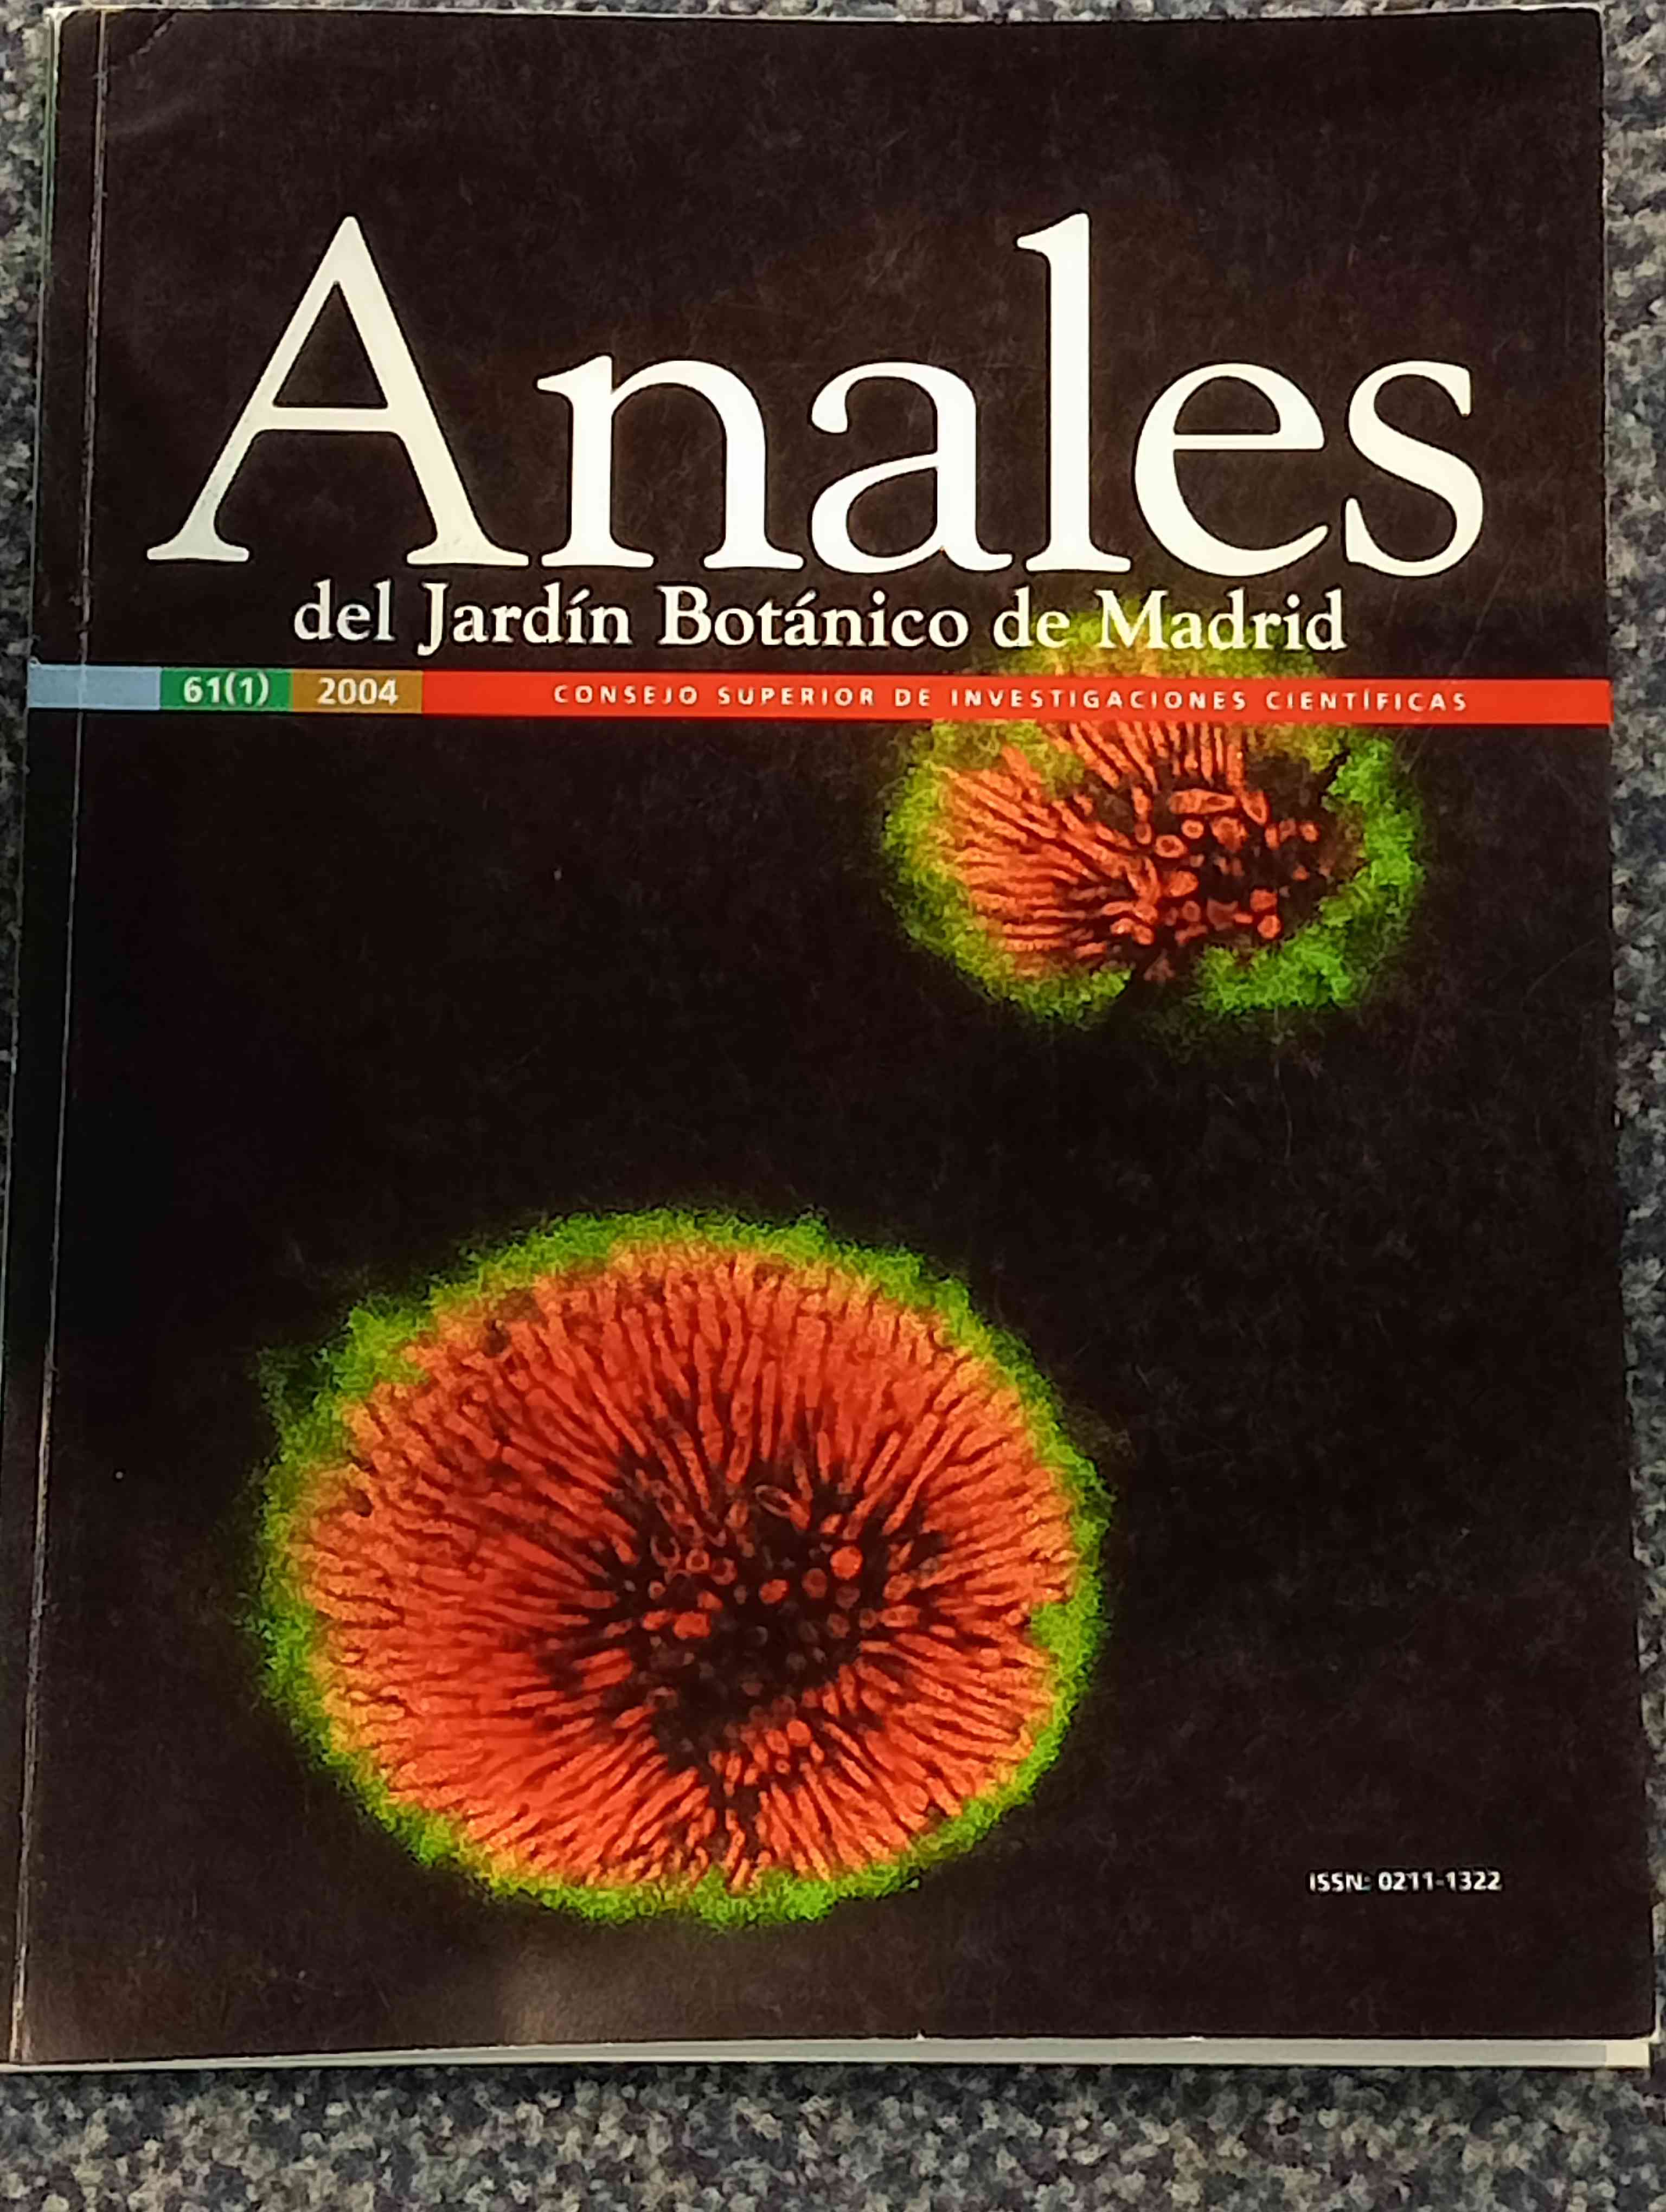 Anales
del Jardín Botánico de Madrid
61(1) 2004 CONSEJO SUPERIOR DE INVESTIGACIONES CIENTÍFICAS
ISSN: 0211-1322